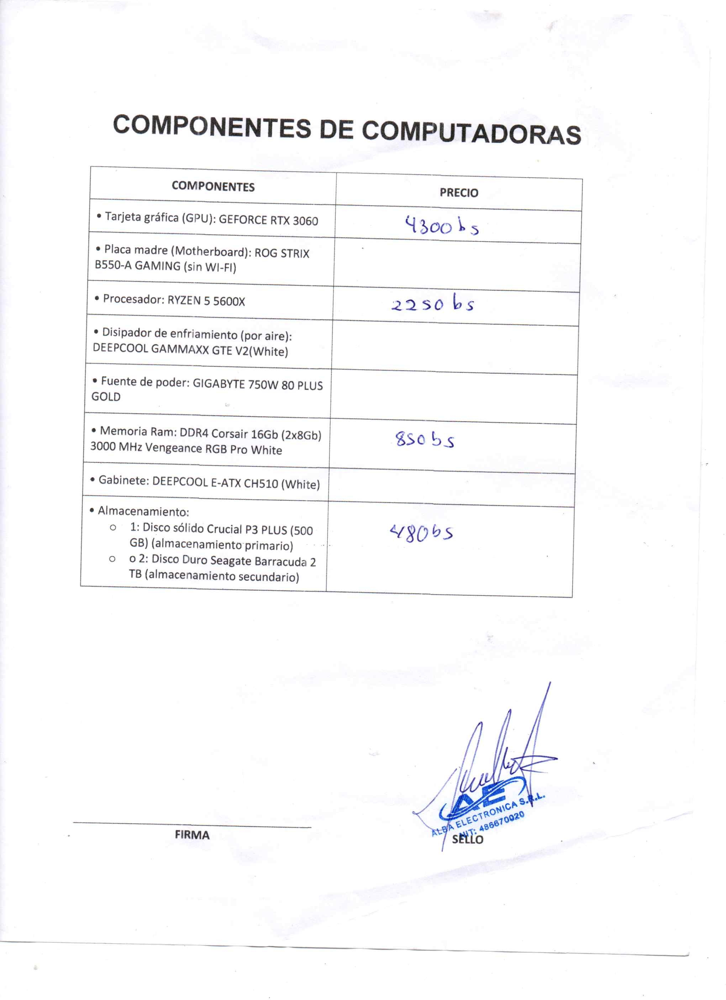 COMPONENTES DE COMPUTADORAS
COMPONENTES
PRECIO
• Tarjeta gráfica (GPU): GEFORCE RTX 3060
4300 bs
• Placa madre (Motherboard): ROG STRIX
B550-A GAMING (sin WI-FI)
• Procesador: RYZEN 5 5600X
2250 bs
• Disipador de enfriamiento (por aire):
DEEPCOOL GAMMAXX GTE V2(White)
• Fuente de poder: GIGABYTE 750W 80 PLUS
GOLD
• Memoria Ram: DDR4 Corsair 16Gb (2x8Gb)
3000 MHz Vengeance RGB Pro White
850 bs
• Gabinete: DEEPCOOL E-ATX CH510 (White)
• Almacenamiento:
o 1: Disco sólido Crucial P3 PLUS (500
GB) (almacenamiento primario)
o o 2: Disco Duro Seagate Barracuda 2
TB (almacenamiento secundario)
480 bs
AE
ALBA ELECTRONICA S.R.L.
NIT: 486670020
FIRMA
SELLO